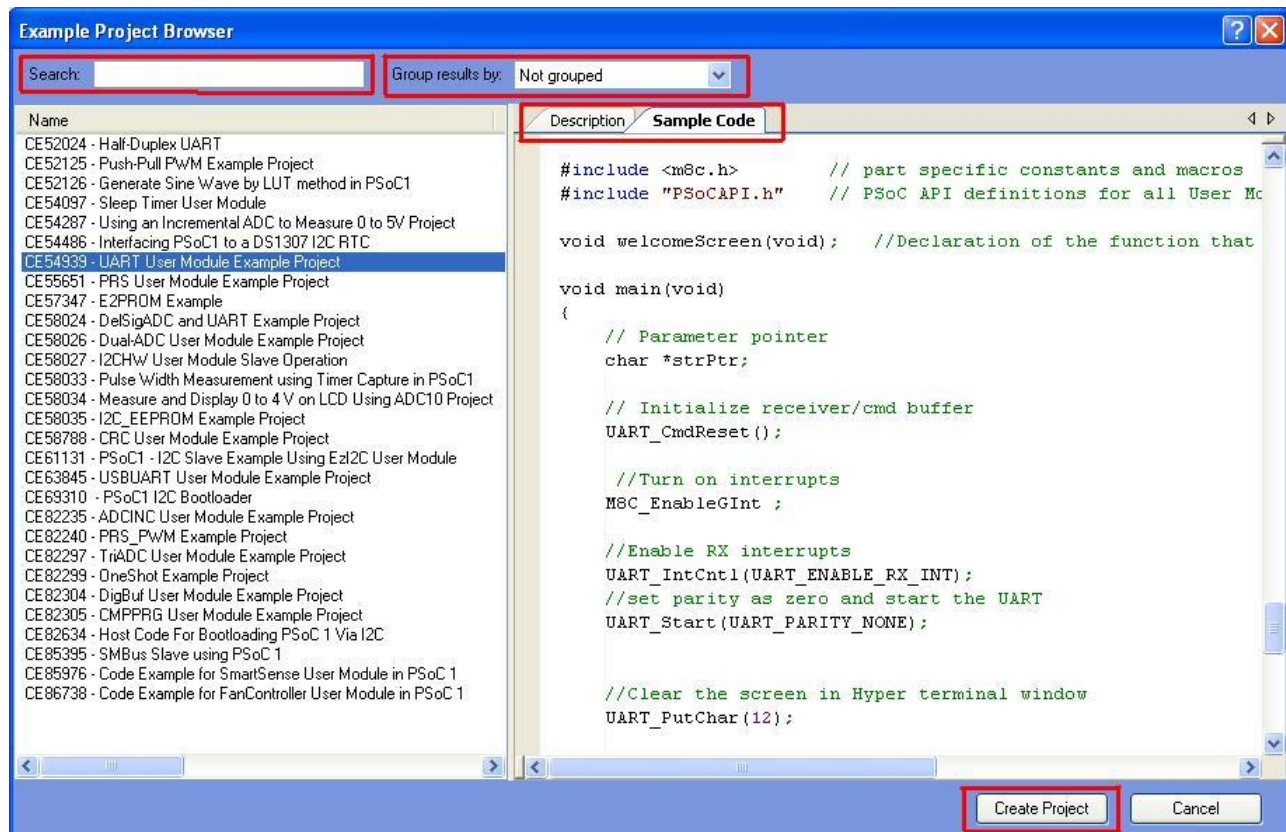 Example Project Browser
Search:
Group results by: Not grouped
Name
CE52024 - Half-Duplex UART
CE52125 - Push-Pull PWM Example Project
CE52126 - Generate Sine Wave by LUT method in PSoC1
CE54097 - Sleep Timer User Module
CE54287 - Using an Incremental ADC to Measure 0 to 5V Project
CE54486 - Interfacing PSoC1 to a DS1307 I2C RTC
CE54939 - UART User Module Example Project
CE55651 - PRS User Module Example Project
CE57347 - E2PROM Example
CE58024 - DelSigADC and UART Example Project
CE58026 - Dual-ADC User Module Example Project
CE58027 - I2CHW User Module Slave Operation
CE58033 - Pulse Width Measurement using Timer Capture in PSoC1
CE58034 - Measure and Display 0 to 4 V on LCD Using ADC10 Project
CE58035 - I2C_EEPROM Example Project
CE58788 - CRC User Module Example Project
CE61131 - PSoC1 - I2C Slave Example Using EzI2C User Module
CE63845 - USBUART User Module Example Project
CE69310 - PSoC1 I2C Bootloader
CE82235 - ADCINC User Module Example Project
CE82240 - PRS_PWM Example Project
CE82297 - TriADC User Module Example Project
CE82299 - OneShot Example Project
CE82304 - DigBuf User Module Example Project
CE82305 - CMPPRG User Module Example Project
CE82634 - Host Code For Bootloading PSoC 1 Via I2C
CE85395 - SMBus Slave using PSoC 1
CE85976 - Code Example for SmartSense User Module in PSoC 1
CE86738 - Code Example for FanController User Module in PSoC 1
Description Sample Code
#include <m8c.h> // part specific constants and macros
#include "PSoCAPI.h" // PSoC API definitions for all User Mo
void welcomeScreen(void); //Declaration of the function that
void main(void)
{
// Parameter pointer
char *strPtr;
// Initialize receiver/cmd buffer
UART_CmdReset();
//Turn on interrupts
M8C_EnableGInt ;
//Enable RX interrupts
UART_IntCntl(UART_ENABLE_RX_INT);
//set parity as zero and start the UART
UART_Start(UART_PARITY_NONE);
//Clear the screen in Hyper terminal window
UART_PutChar(12);
Create Project Cancel